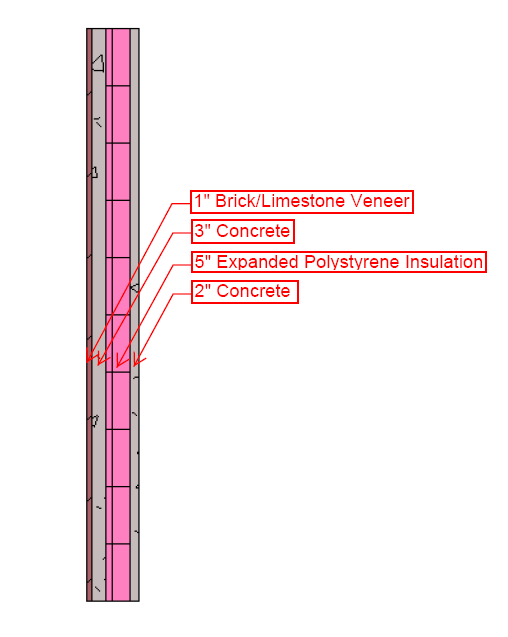 1" Brick/Limestone Veneer
3" Concrete
5" Expanded Polystyrene Insulation
2" Concrete